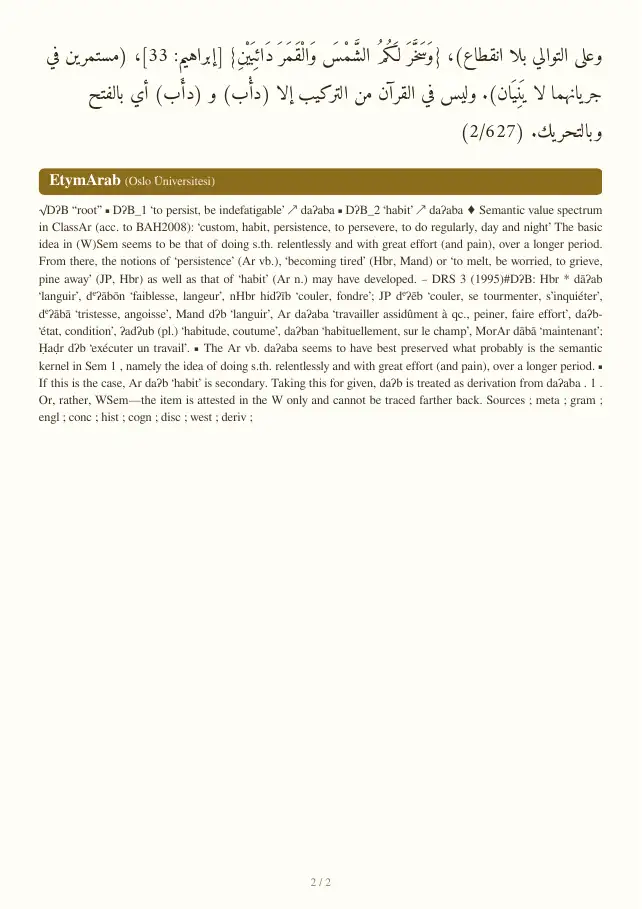 وعلى التوالي بلا انقطاع)، {وَسَخَّرَ لَكُمُ الشَّمْسَ وَالْقَمَرَ دَائِبَيْنِ} [إبراهيم: 33]، (مستمرين في
جريانهما لا يَنِيَان). وليس في القرآن من التركيب إلا (دأْب) و (دأَب) أي بالفتح
وبالتحريك. (2/627)
EtymArab (Oslo Üniversitesi)
√DʔB “root” ▪ DʔB_1 ‘to persist, be indefatigable’ ↗ daʔaba ▪ DʔB_2 ‘habit’ ↗ daʔaba ♦ Semantic value spectrum
in ClassAr (acc. to BAH2008): ‘custom, habit, persistence, to persevere, to do regularly, day and night’ The basic
idea in (W)Sem seems to be that of doing s.th. relentlessly and with great effort (and pain), over a longer period.
From there, the notions of ‘persistence’ (Ar vb.), ‘becoming tired’ (Hbr, Mand) or ‘to melt, be worried, to grieve,
pine away’ (JP, Hbr) as well as that of ‘habit’ (Ar n.) may have developed. – DRS 3 (1995)#DʔB: Hbr * dāʔab
‘languir’, dᵉʔābōn ‘faiblesse, langeur’, nHbr hidʔīb ‘couler, fondre’; JP dᵉʔēb ‘couler, se tourmenter, s’inquiéter’,
dᵉʔābā ‘tristesse, angoisse’, Mand dʔb ‘languir’, Ar daʔaba ‘travailler assidûment à qc., peiner, faire effort’, daʔb-
‘état, condition’, ʔadʔub (pl.) ‘habitude, coutume’, daʔban ‘habituellement, sur le champ’, MorAr dābā ‘maintenant’;
Ḥaḍr dʔb ‘exécuter un travail’. ▪ The Ar vb. daʔaba seems to have best preserved what probably is the semantic
kernel in Sem 1 , namely the idea of doing s.th. relentlessly and with great effort (and pain), over a longer period. ▪
If this is the case, Ar daʔb ‘habit’ is secondary. Taking this for given, daʔb is treated as derivation from daʔaba . 1 .
Or, rather, WSem—the item is attested in the W only and cannot be traced farther back. Sources ; meta ; gram ;
engl ; conc ; hist ; cogn ; disc ; west ; deriv ;
2 / 2